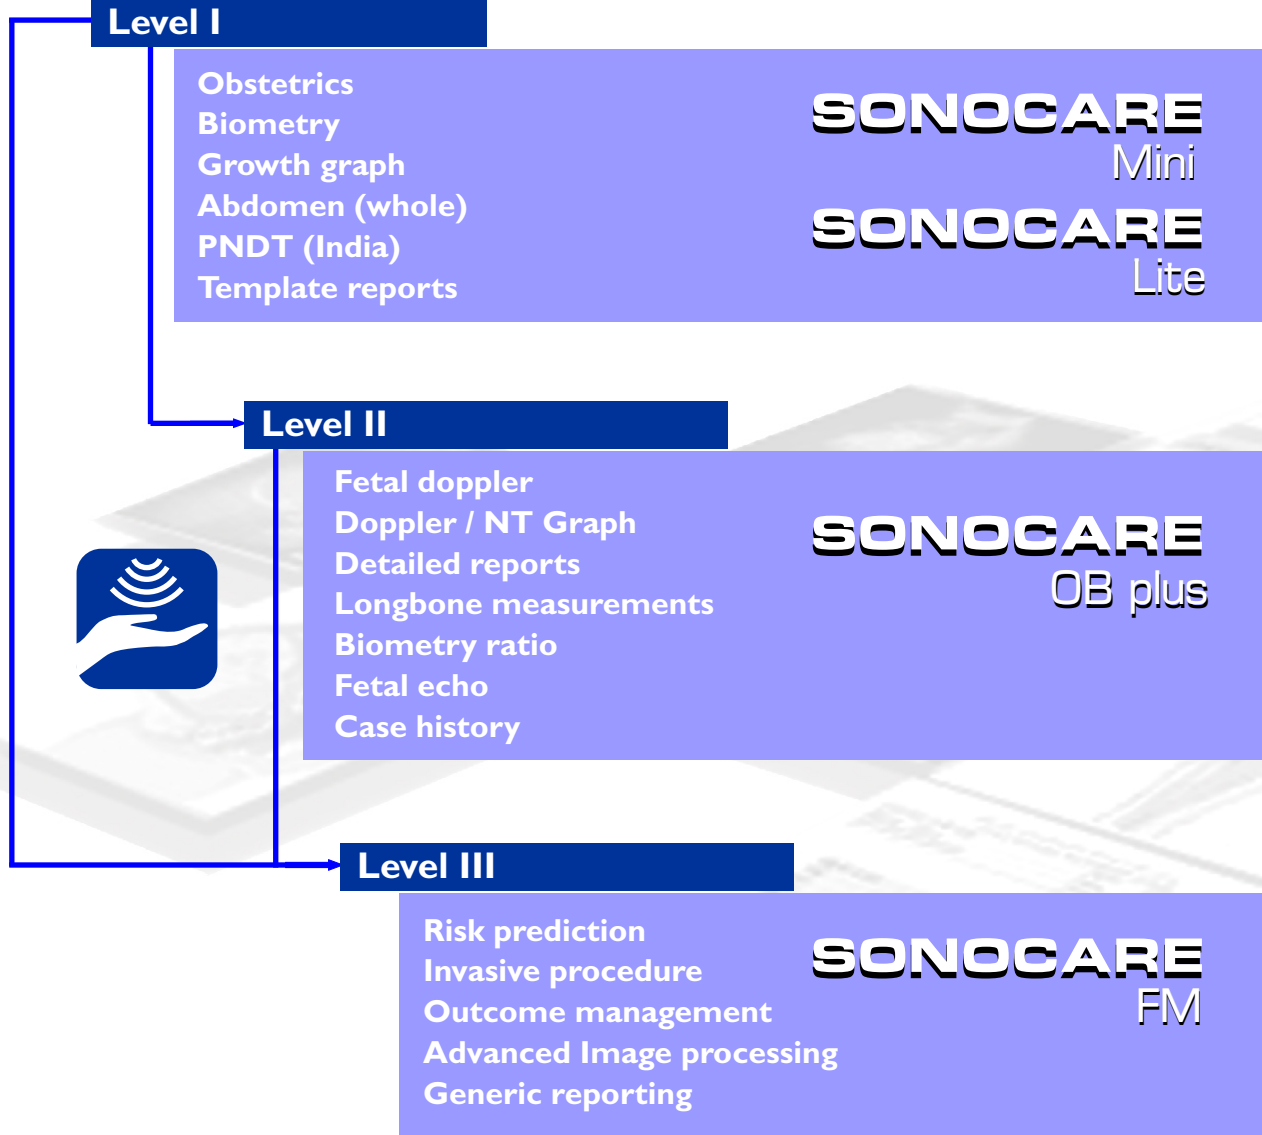 Level I
Obstetrics
Biometry
Growth graph
Abdomen (whole)
PNDT (India)
Template reports
SONOCARE
Mini
SONOCARE
Lite
Level II
Fetal doppler
Doppler / NT Graph
Detailed reports
Longbone measurements
Biometry ratio
Fetal echo
Case history
SONOCARE
OB plus
Level III
Risk prediction
Invasive procedure
Outcome management
Advanced Image processing
Generic reporting
SONOCARE
FM